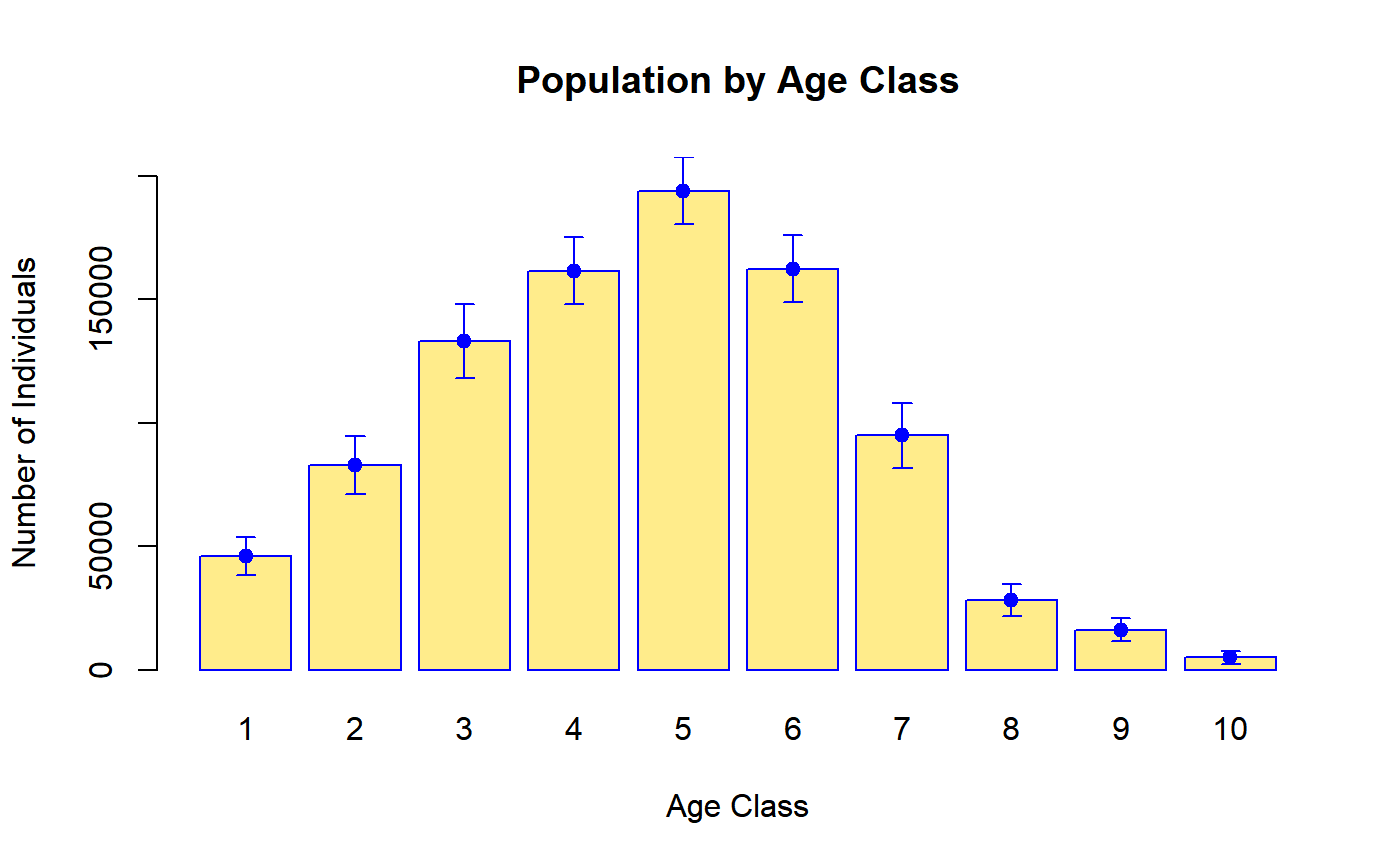 Population by Age Class
Number of Individuals
150000
50000
0
1 2 3 4 5 6 7 8 9 10
Age Class